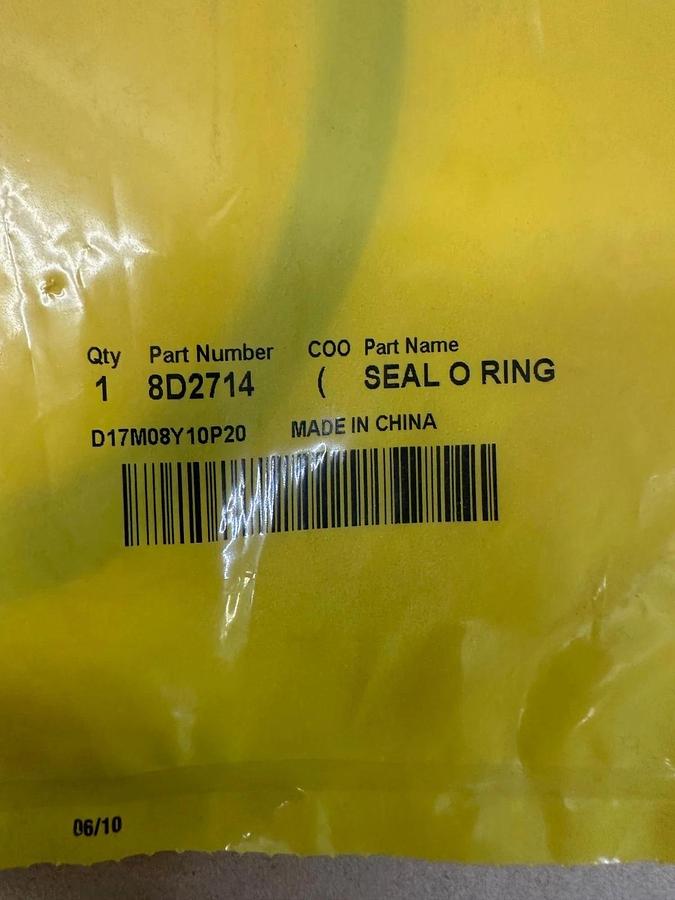 Qty Part Number COO Part Name
1 8D2714 ( SEAL O RING
D17M08Y10P20 MADE IN CHINA
06/10